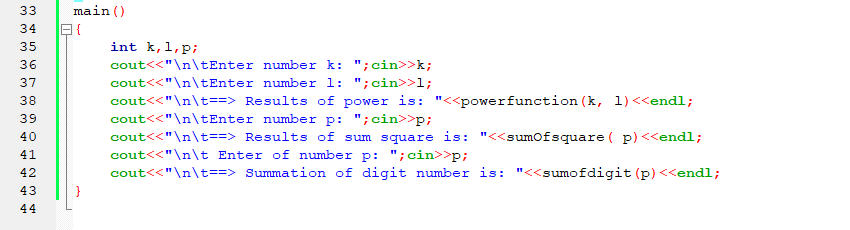 33 main()
34 {
35 int k,l,p;
36 cout<<"\n\tEnter number k: ";cin>>k;
37 cout<<"\n\tEnter number l: ";cin>>l;
38 cout<<"\n\t==> Results of power is: "<<powerfunction(k, l)<<endl;
39 cout<<"\n\tEnter number p: ";cin>>p;
40 cout<<"\n\t==> Results of sum square is: "<<sumOfsquare( p)<<endl;
41 cout<<"\n\t Enter of number p: ";cin>>p;
42 cout<<"\n\t==> Summation of digit number is: "<<sumofdigit(p)<<endl;
43 }
44